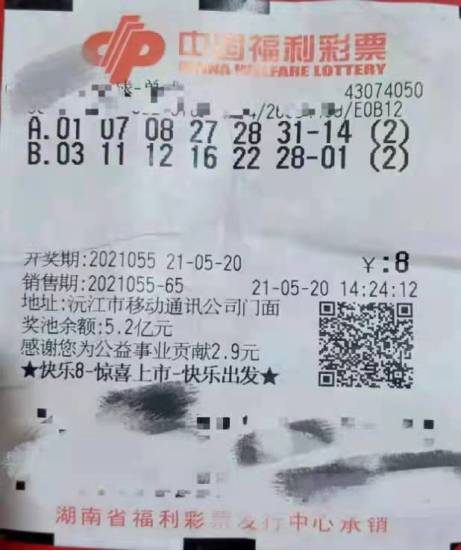 中国福利彩票
CHINA WELFARE LOTTERY
43074050
/E0B12
A.01 07 08 27 28 31-14 (2)
B.03 11 12 16 22 28-01 (2)
开奖期:2021055 21-05-20 ￥:8
销售期:2021055-65 21-05-20 14:24:12
地址:沅江市移动通讯公司门面
奖池余额:5.2亿元
感谢您为公益事业贡献2.9元
★快乐8-惊喜上市-快乐出发★
湖南省福利彩票发行中心承销